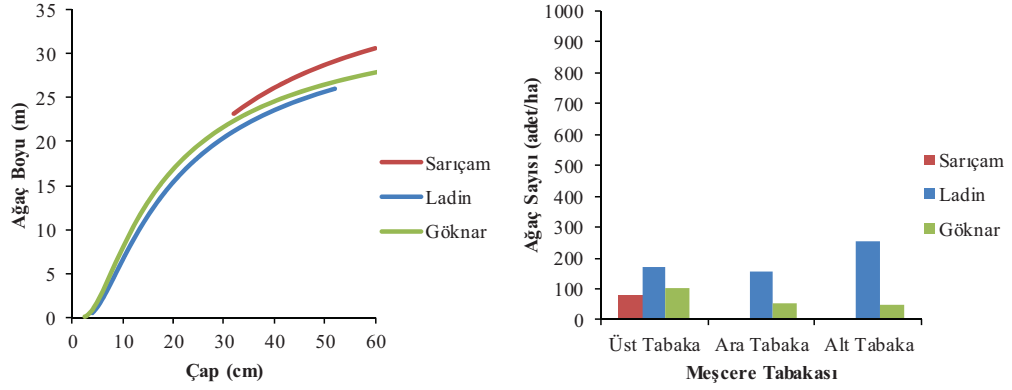 Ağaç Boyu (m)
35
30
25
20
15
10
5
0
0 10 20 30 40 50 60
Çap (cm)
Sarıçam
Ladin
Göknar
Ağaç Sayısı (adet/ha)
1000
900
800
700
600
500
400
300
200
100
0
Üst Tabaka Ara Tabaka Alt Tabaka
Meşcere Tabakası
Sarıçam
Ladin
Göknar